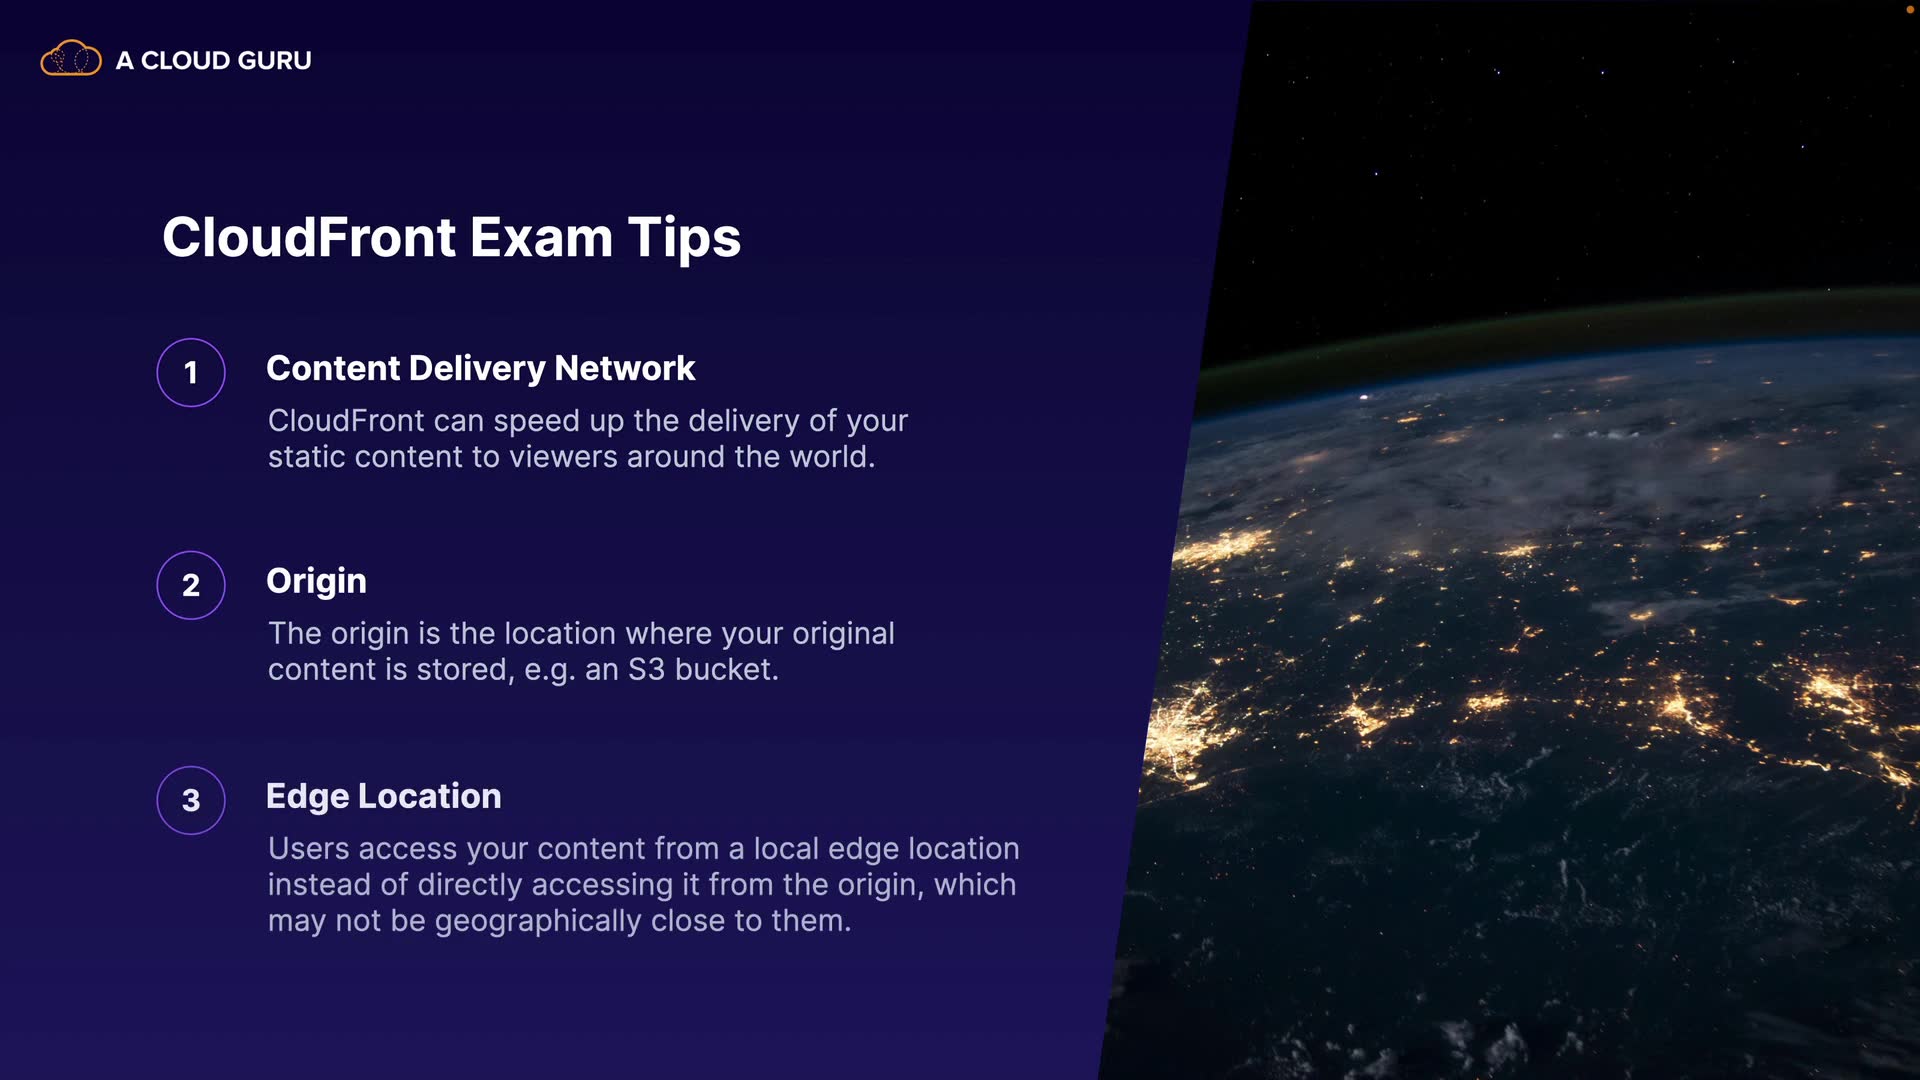 A CLOUD GURU
CloudFront Exam Tips
1
Content Delivery Network
CloudFront can speed up the delivery of your
static content to viewers around the world.
2
Origin
The origin is the location where your original
content is stored, e.g. an S3 bucket.
3
Edge Location
Users access your content from a local edge location
instead of directly accessing it from the origin, which
may not be geographically close to them.